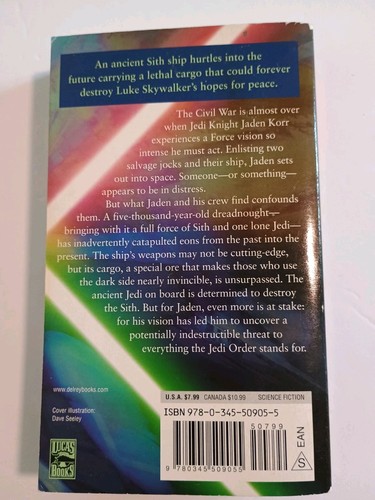 An ancient Sith ship hurtles into the
future carrying a lethal cargo that could forever
destroy Luke Skywalker's hopes for peace.
The Civil War is almost over
when Jedi Knight Jaden Korr
experiences a Force vision so
intense he must act. Enlisting two
salvage jocks and their ship, Jaden sets
out into space. Someone—or something—
appears to be in distress.
But what Jaden and his crew find confounds
them. A five-thousand-year-old dreadnought—
bringing with it a full force of Sith and one lone Jedi—
has inadvertently catapulted eons from the past into the
present. The ship's weapons may not be cutting-edge,
but its cargo, a special ore that makes those who use
the dark side nearly invincible, is unsurpassed. The
ancient Jedi on board is determined to destroy
the Sith. But for Jaden, even more is at stake:
for his vision has led him to uncover a
potentially indestructible threat to
everything the Jedi Order stands for.
www.delreybooks.com
Cover illustration:
Dave Seeley
LUCAS
BOOKS
U.S.A. $7.99 CANADA $10.99 SCIENCE FICTION
ISBN 978-0-345-50905-5
50799
9 780345 509055
EAN
S